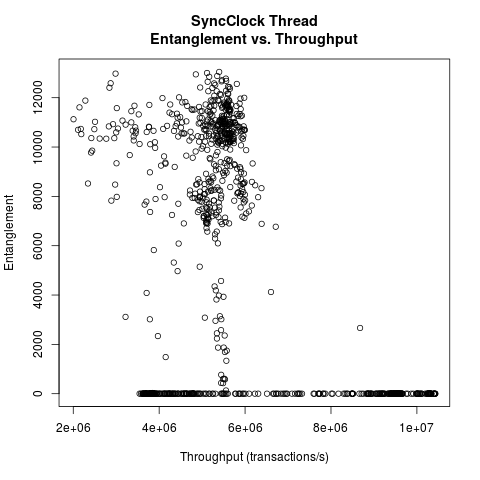 SyncClock Thread
Entanglement vs. Throughput
12000
10000
8000
6000
4000
2000
0
Entanglement
2e+06 4e+06 6e+06 8e+06 1e+07
Throughput (transactions/s)